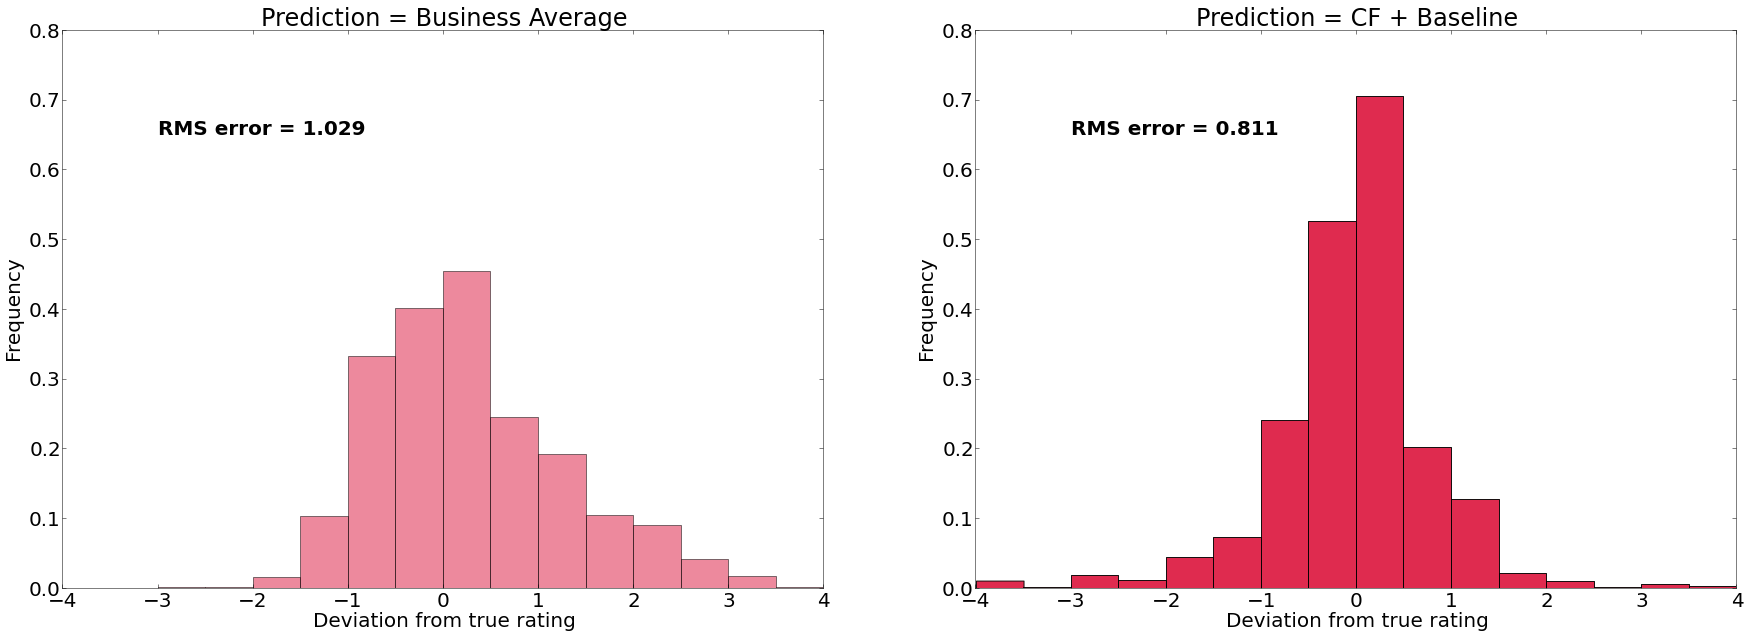 Prediction = Business Average
0.8
0.7
0.6
0.5
0.4
0.3
0.2
0.1
0.0
Frequency
RMS error = 1.029
−4 −3 −2 −1 0 1 2 3 4
Deviation from true rating
Prediction = CF + Baseline
0.8
0.7
0.6
0.5
0.4
0.3
0.2
0.1
0.0
Frequency
RMS error = 0.811
−4 −3 −2 −1 0 1 2 3 4
Deviation from true rating